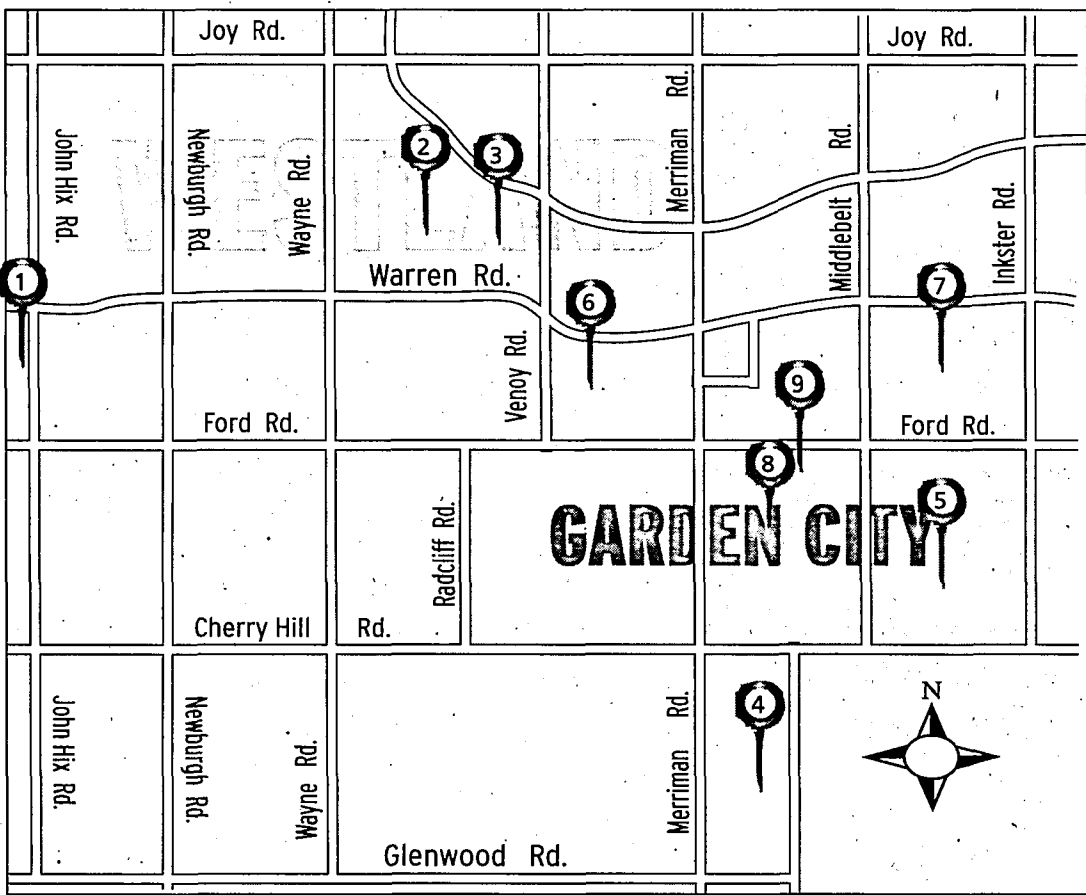 Joy Rd.
Joy Rd.
John Hix Rd.
Newburgh Rd.
Wayne Rd.
Merriman Rd.
Middlebelt Rd.
Inkster Rd.
WESTLAND
2
3
1
Warren Rd.
6
7
Venoy Rd.
9
Ford Rd.
Ford Rd.
8
5
Radcliff Rd.
GARDEN CITY
Cherry Hill Rd.
John Hix Rd.
Newburgh Rd.
Wayne Rd.
Merriman Rd.
4
N
Glenwood Rd.